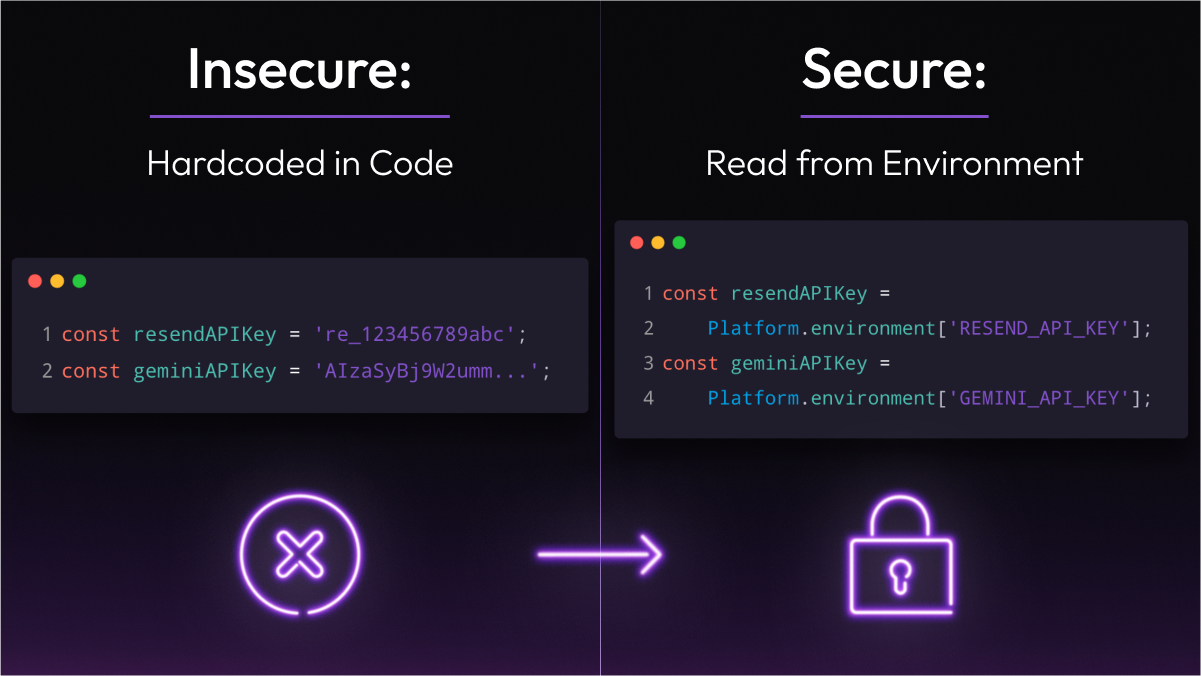 Insecure:
Hardcoded in Code
1 const resendAPIKey = 're_123456789abc';
2 const geminiAPIKey = 'AIzaSyBj9W2umm...';
Secure:
Read from Environment
1 const resendAPIKey =
2     Platform.environment['RESEND_API_KEY'];
3 const geminiAPIKey =
4     Platform.environment['GEMINI_API_KEY'];